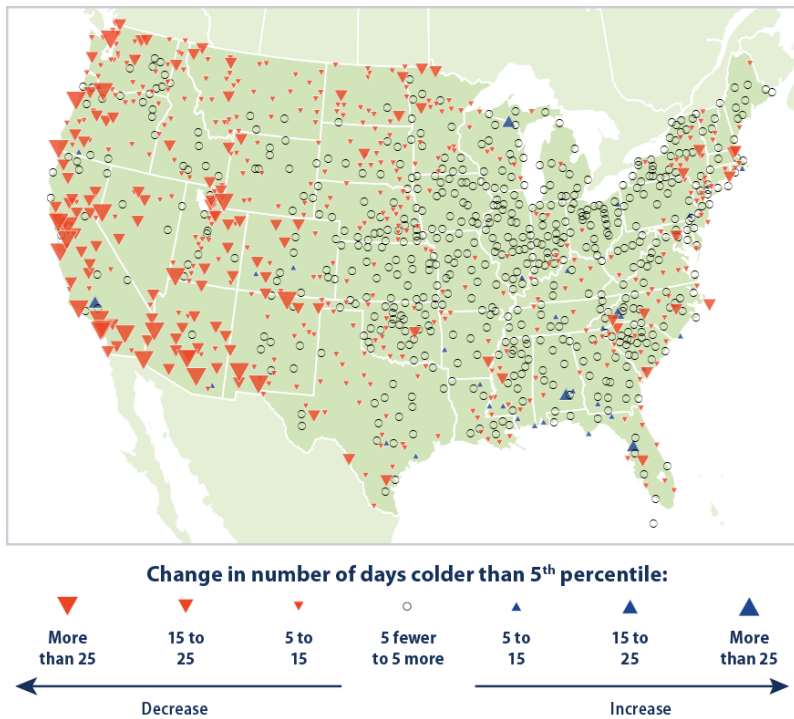 Change in number of days colder than 5th percentile:
More than 25
15 to 25
5 to 15
5 fewer to 5 more
5 to 15
15 to 25
More than 25
Decrease
Increase